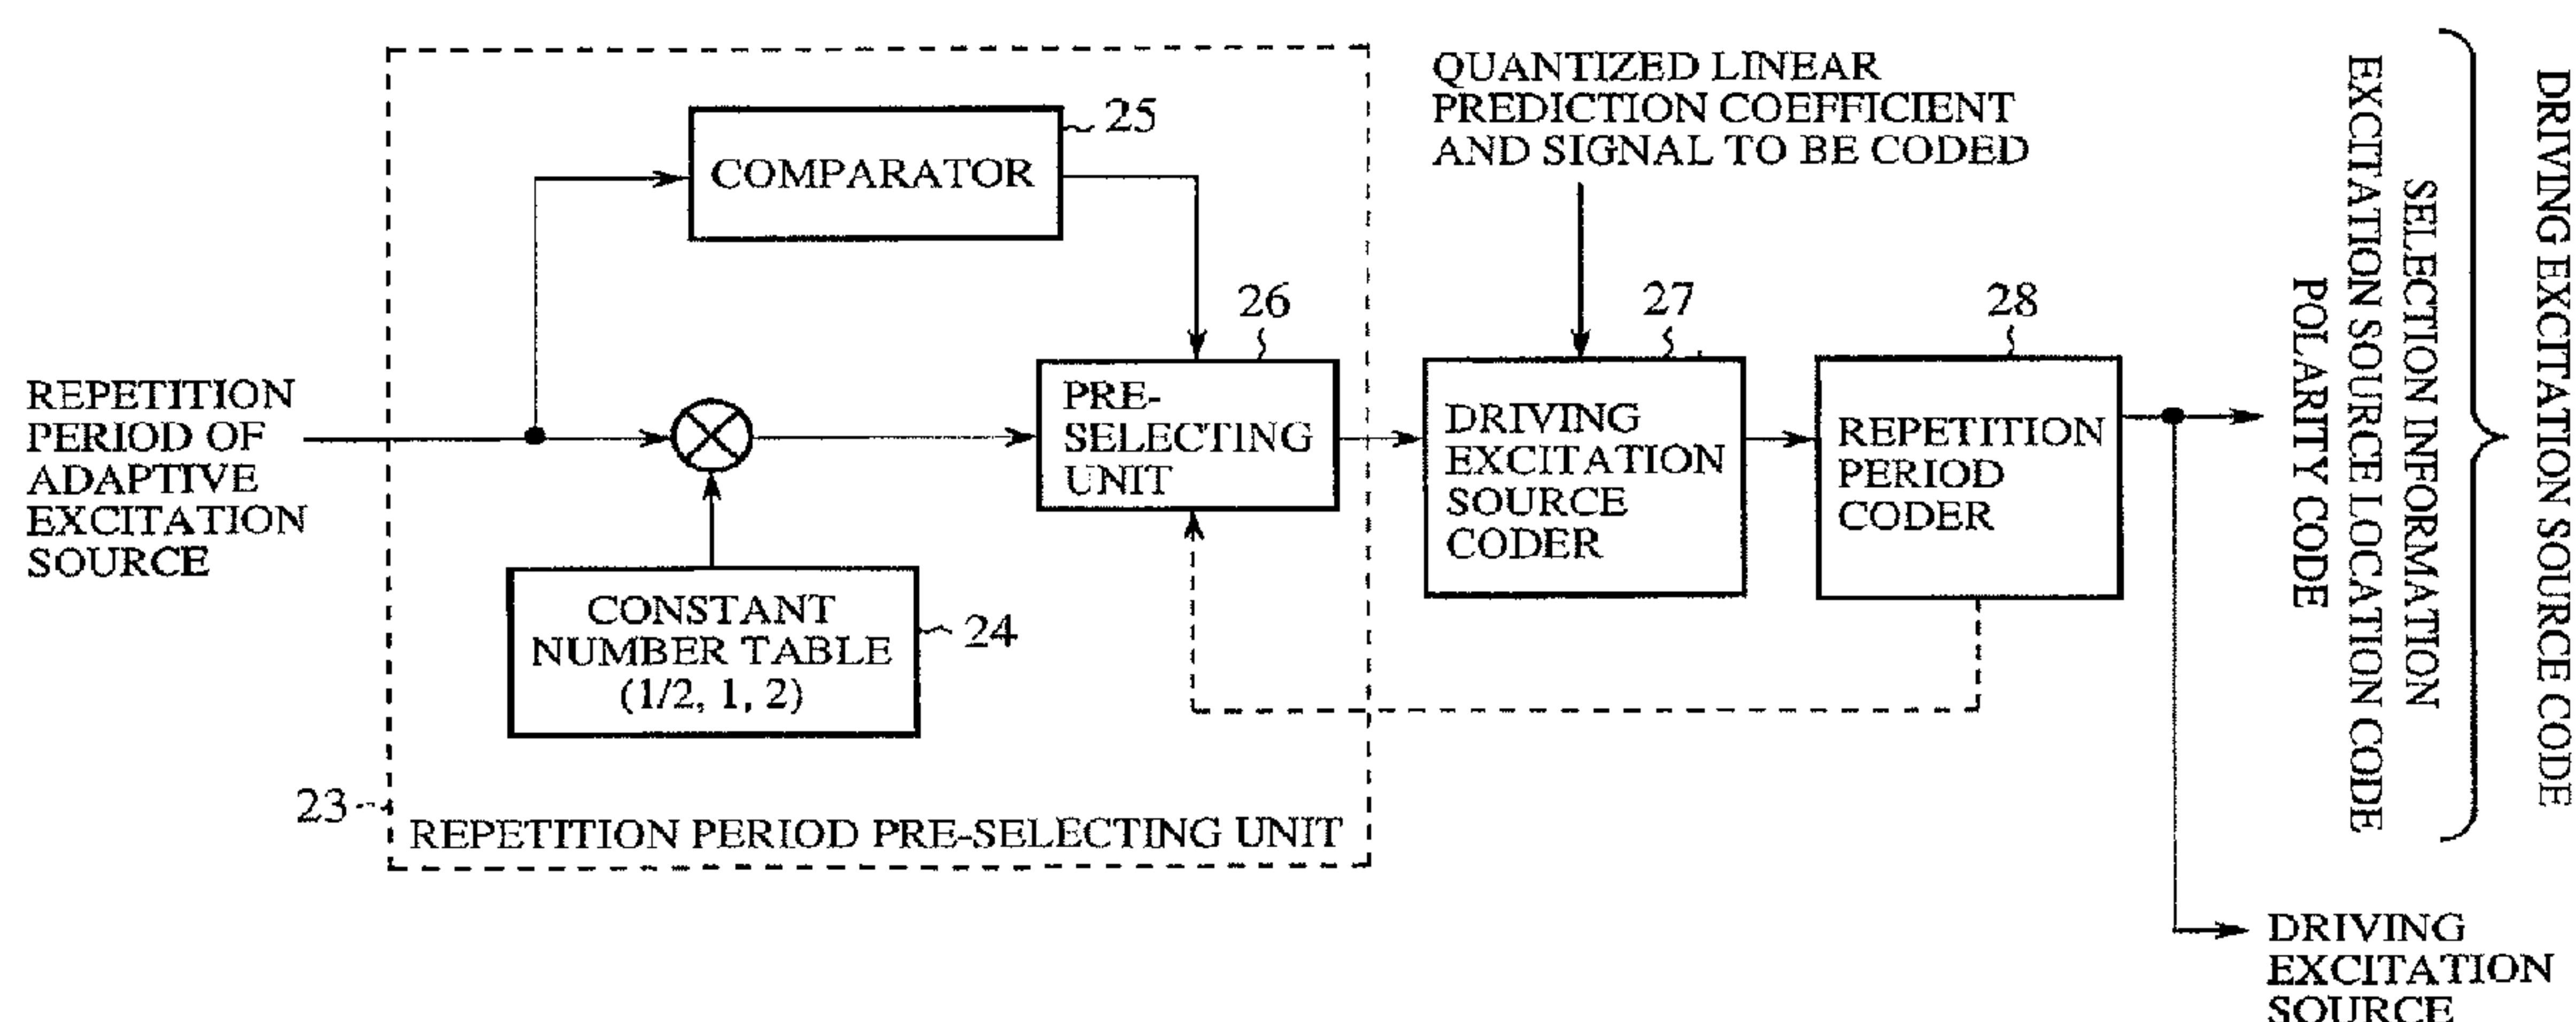 REPETITION
PERIOD OF
ADAPTIVE
EXCITATION
SOURCE
COMPARATOR
25
PRE-
SELECTING
UNIT
26
CONSTANT
NUMBER TABLE
(1/2, 1, 2)
24
23
REPETITION PERIOD PRE-SELECTING UNIT
QUANTIZED LINEAR
PREDICTION COEFFICIENT
AND SIGNAL TO BE CODED
27
DRIVING
EXCITATION
SOURCE
CODER
28
REPETITION
PERIOD
CODER
DRIVING EXCITATION SOURCE CODE
SELECTION INFORMATION
EXCITATION SOURCE LOCATION CODE
POLARITY CODE
DRIVING
EXCITATION
SOURCE